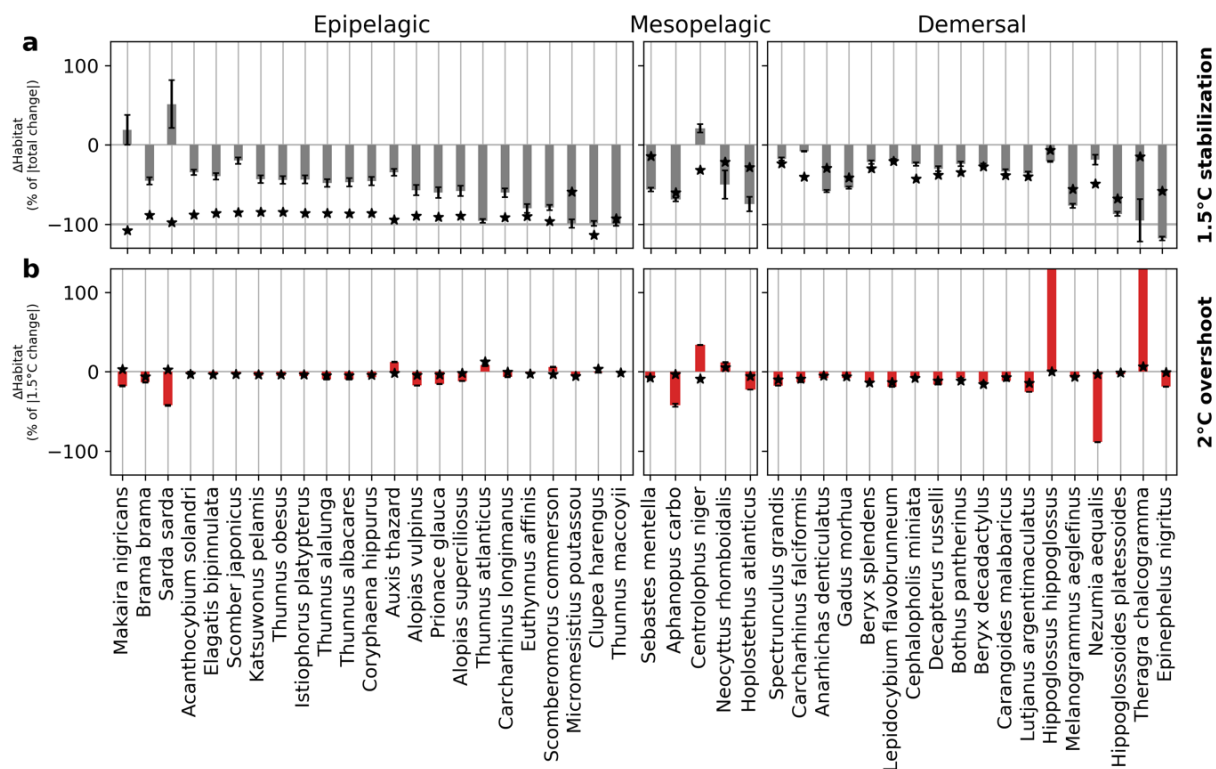 Epipelagic
Mesopelagic
Demersal
a
100
0
−100
ΔHabitat
(% of |total change|)
1.5°C stabilization
b
100
0
−100
ΔHabitat
(% of |1.5°C change|)
2°C overshoot
Makaira nigricans
Brama brama
Sarda sarda
Acanthocybium solandri
Elagatis bipinnulata
Scomber japonicus
Katsuwonus pelamis
Thunnus obesus
Istiophorus platypterus
Thunnus alalunga
Thunnus albacares
Coryphaena hippurus
Auxis thazard
Alopias vulpinus
Prionace glauca
Alopias superciliosus
Thunnus atlanticus
Carcharhinus longimanus
Euthynnus affinis
Scomberomorus commerson
Micromesistius poutassou
Clupea harengus
Thunnus maccoyii
Sebastes mentella
Aphanopus carbo
Centrolophus niger
Neocyttus rhomboidalis
Hoplostethus atlanticus
Spectrunculus grandis
Carcharhinus falciformis
Anarhichas denticulatus
Gadus morhua
Beryx splendens
Lepidocybium flavobrunneum
Cephalopholis miniata
Decapterus russelli
Bothus pantherinus
Beryx decadactylus
Carangoides malabaricus
Lutjanus argentimaculatus
Hippoglossus hippoglossus
Melanogrammus aeglefinus
Nezumia aequalis
Hippoglossoides platessoides
Theragra chalcogramma
Epinephelus nigritus